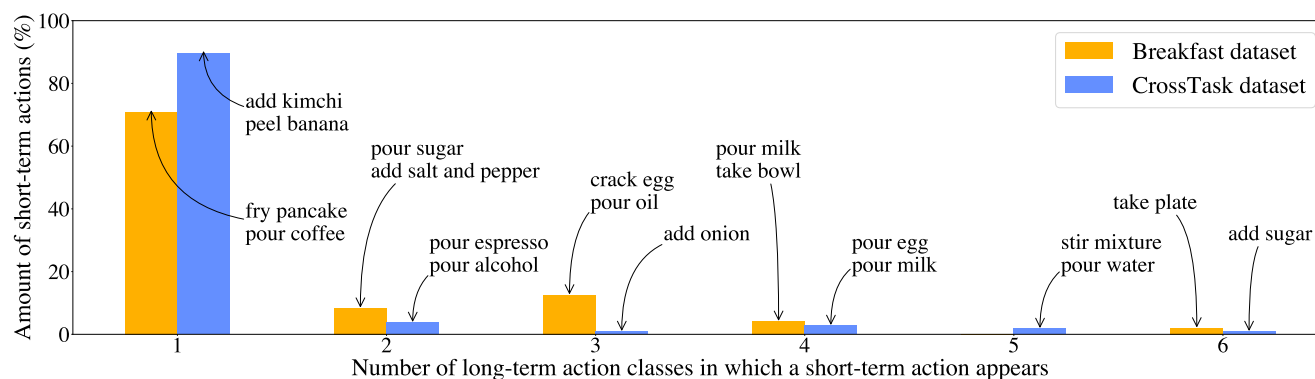 Amount of short-term actions (%)
100
80
60
40
20
0
Breakfast dataset
CrossTask dataset
add kimchi
peel banana
fry pancake
pour coffee
pour sugar
add salt and pepper
pour espresso
pour alcohol
crack egg
pour oil
add onion
pour milk
take bowl
pour egg
pour milk
stir mixture
pour water
take plate
add sugar
1
2
3
4
5
6
Number of long-term action classes in which a short-term action appears